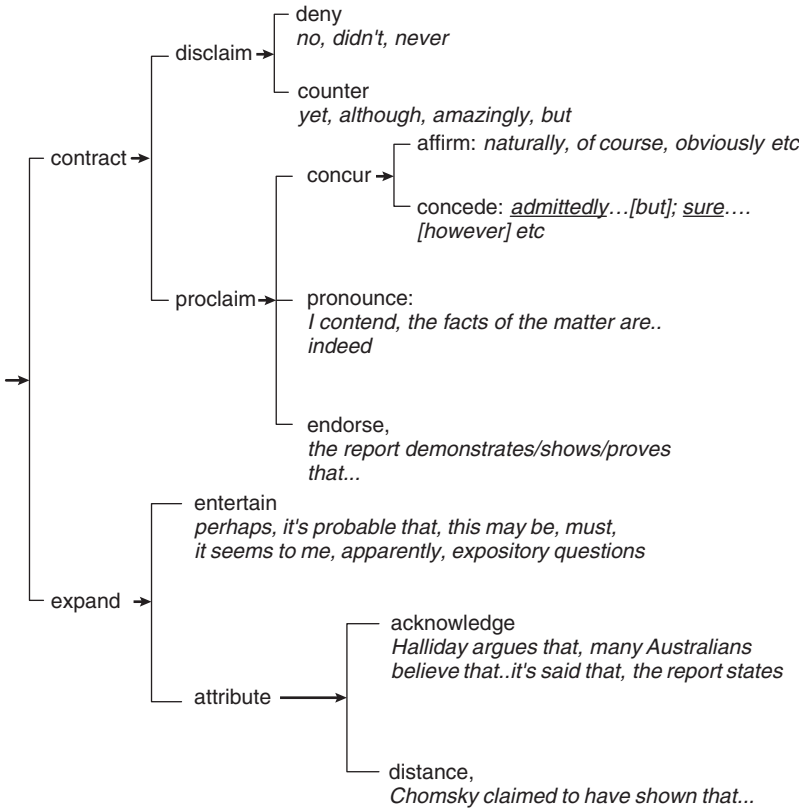 deny
no, didn't, never
disclaim
counter
yet, although, amazingly, but
affirm: naturally, of course, obviously etc
contract
concur
concede: admittedly…[but]; sure….
[however] etc
proclaim
pronounce:
I contend, the facts of the matter are..
indeed
endorse,
the report demonstrates/shows/proves
that...
entertain
perhaps, it's probable that, this may be, must,
it seems to me, apparently, expository questions
expand
acknowledge
Halliday argues that, many Australians
believe that..it's said that, the report states
attribute
distance,
Chomsky claimed to have shown that...